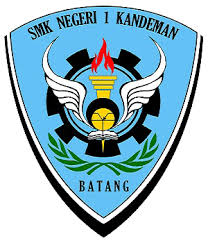 SMK NEGERI 1 KANDEMAN
BATANG